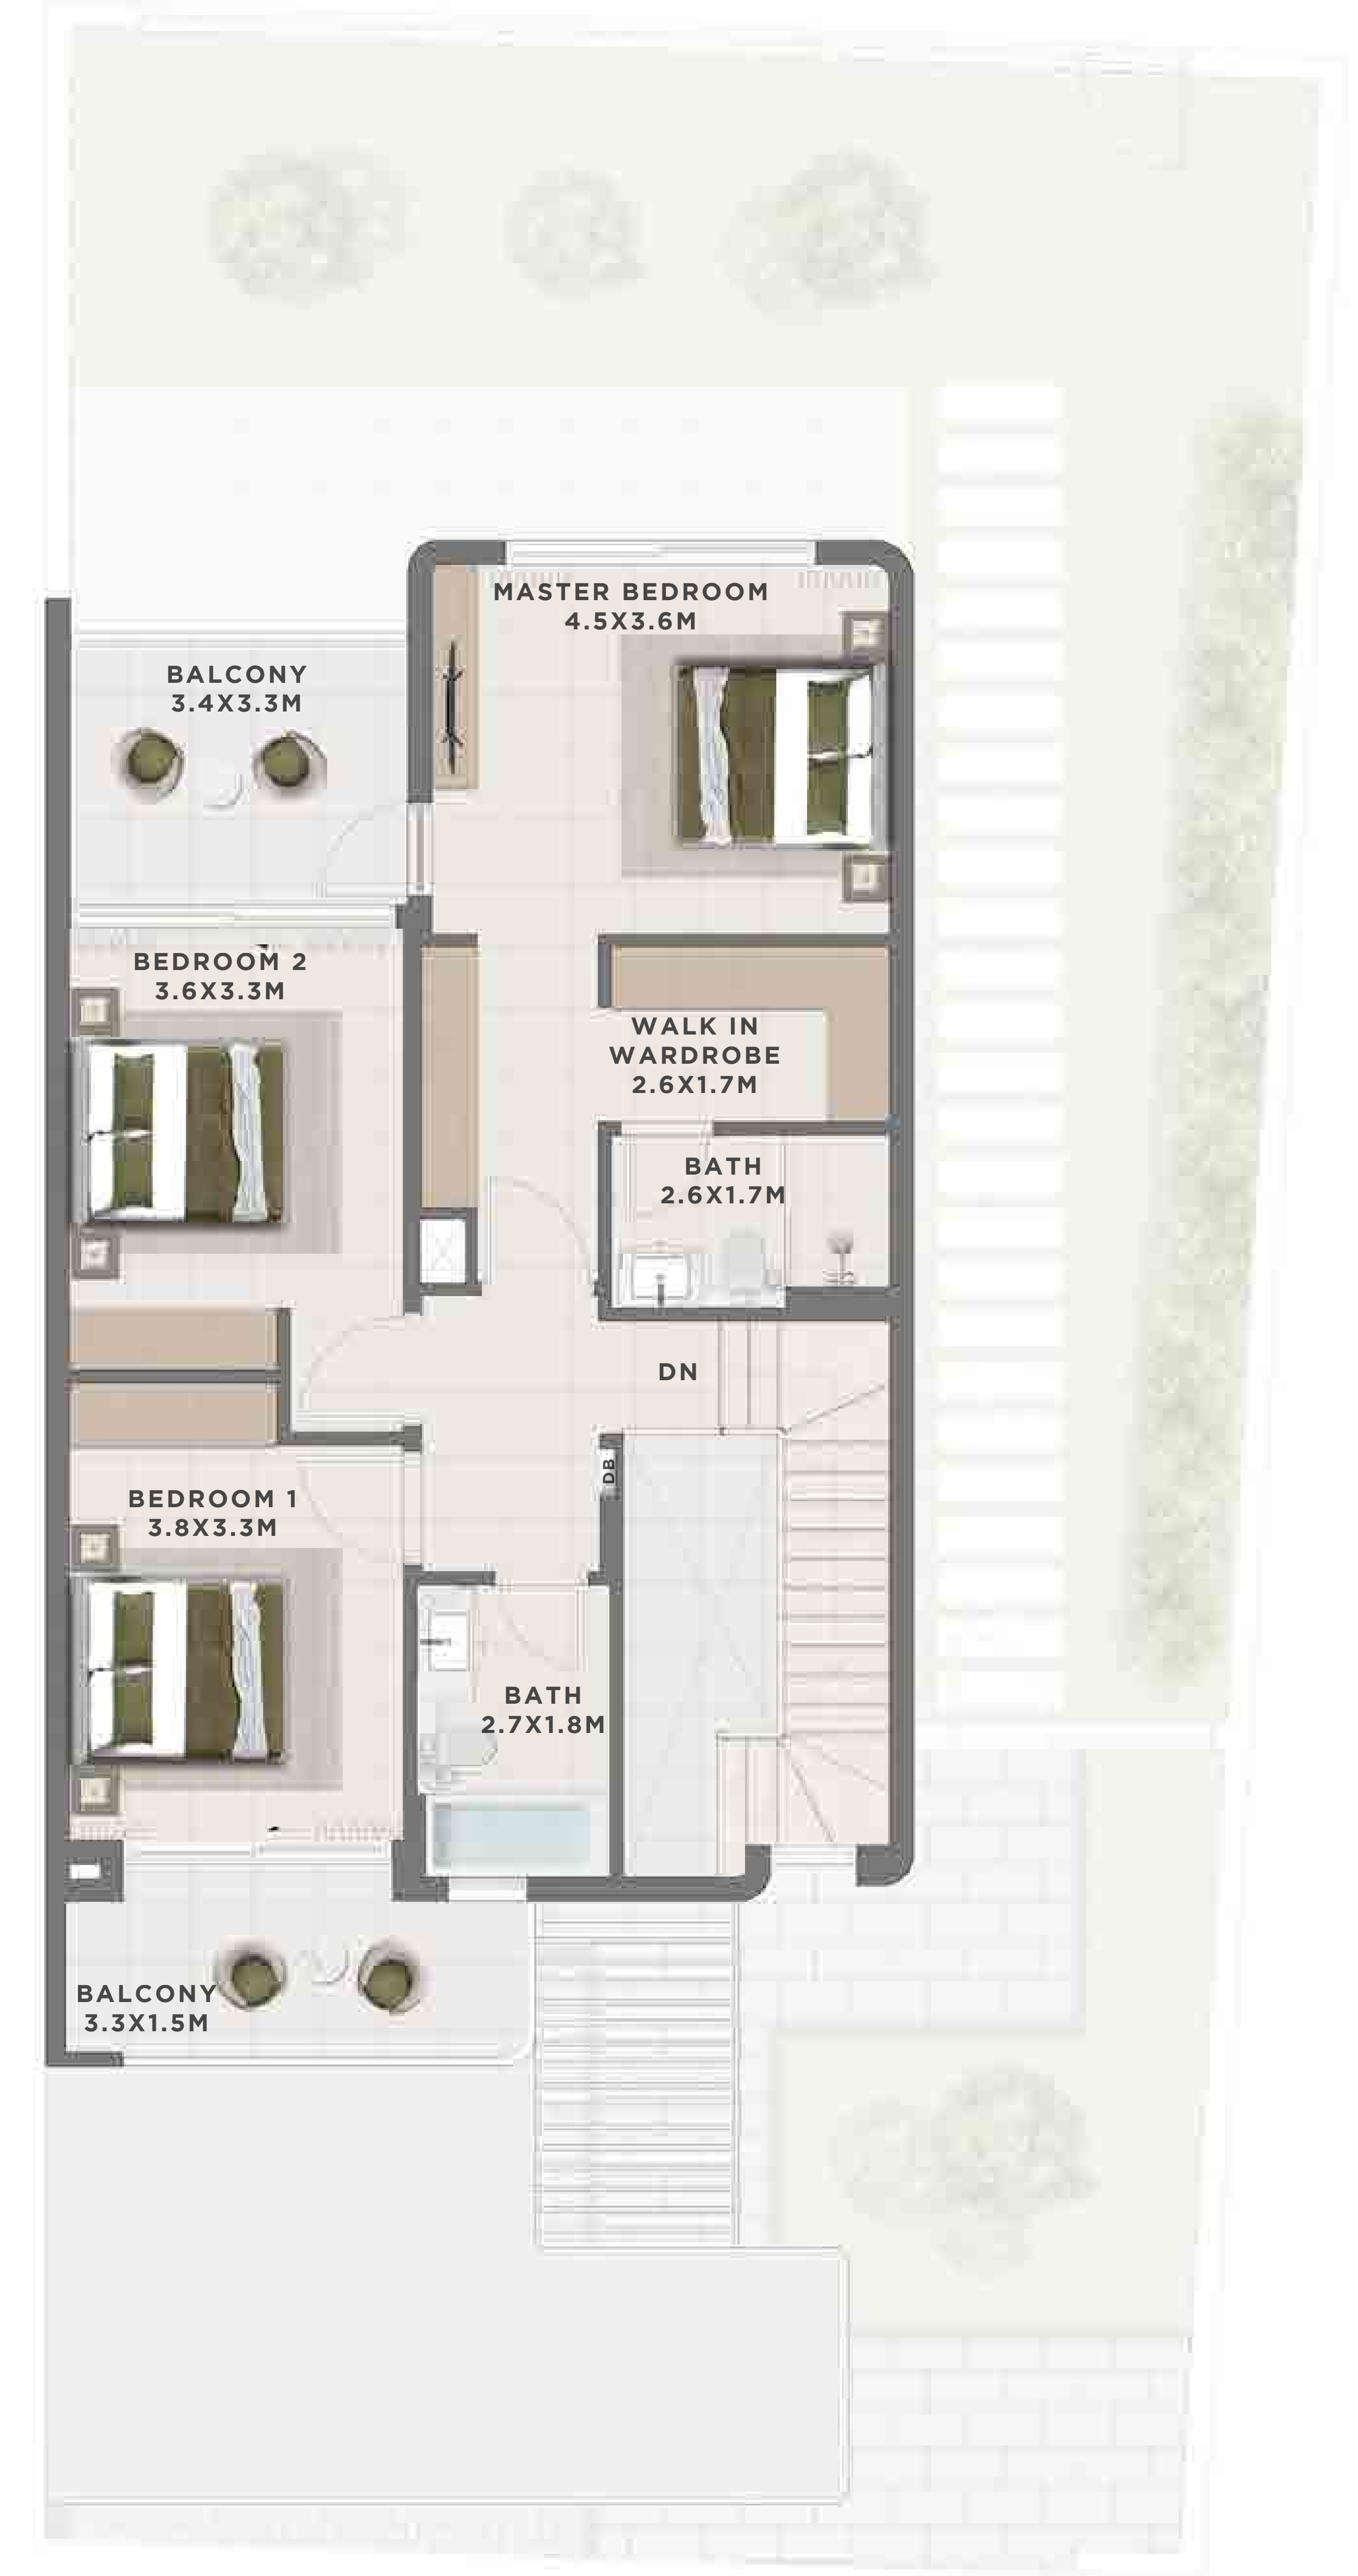 MASTER BEDROOM
4.5X3.6M
BALCONY
3.4X3.3M
BEDROOM 2
3.6X3.3M
WALK IN
WARDROBE
2.6X1.7M
BATH
2.6X1.7M
DN
DB
BEDROOM 1
3.8X3.3M
BATH
2.7X1.8M
BALCONY
3.3X1.5M